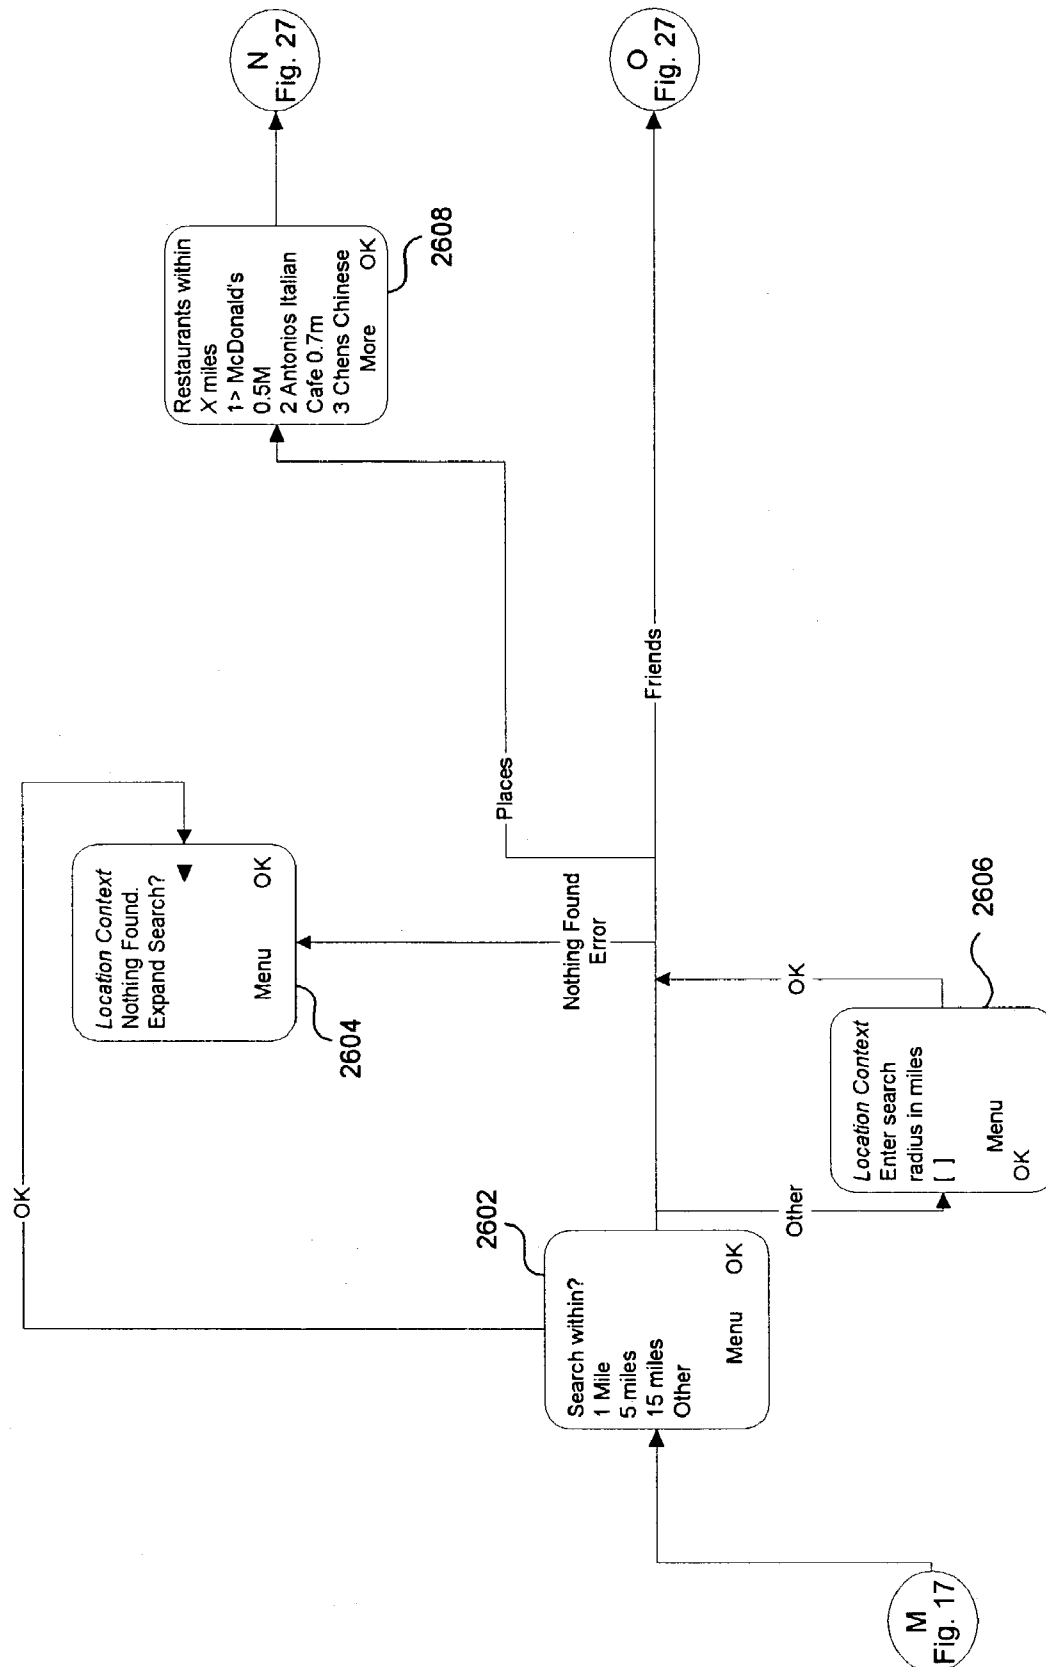 M
Fig. 17
Search within?
1 Mile
5 miles
15 miles
Other
Menu OK
2602
OK
Location Context
Nothing Found.
Expand Search?
Menu OK
2604
Other
Location Context
Enter search
radius in miles
[ ]
Menu
OK
2606
OK
Nothing Found
Error
Places
Friends
Restaurants within
X miles
1> McDonald's
0.5M
2 Antonios Italian
Cafe 0.7m
3 Chens Chinese
More OK
2608
N
Fig. 27
O
Fig. 27